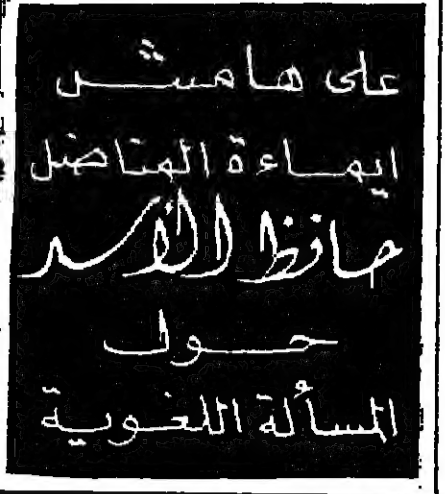 على هامش
ايماءة المناضل
حافظ الأسد
حول
المسألة اللغوية